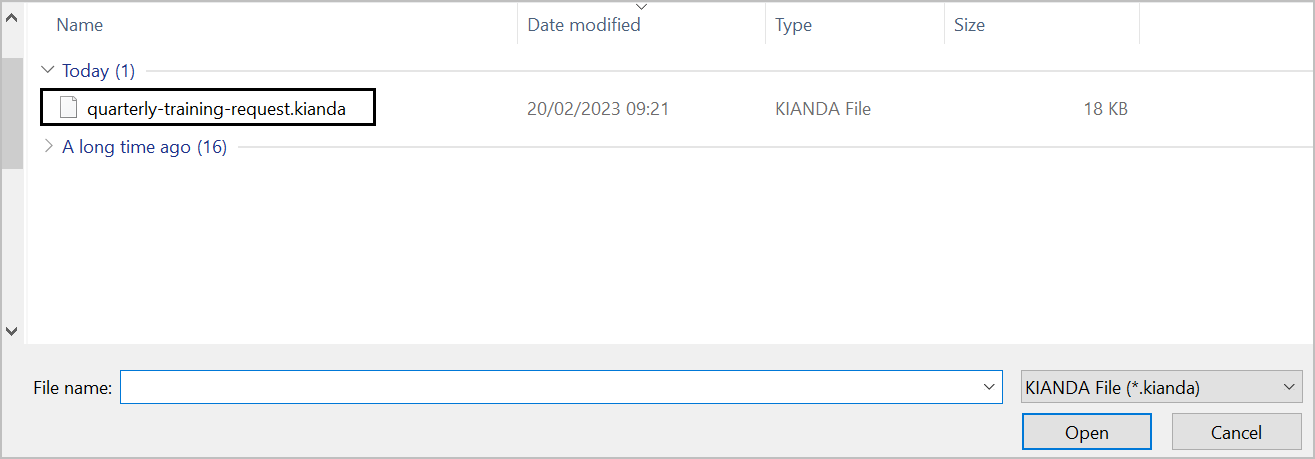 Name Date modified Type Size
Today (1)
quarterly-training-request.kianda 20/02/2023 09:21 KIANDA File 18 KB
A long time ago (16)
File name: KIANDA File (*.kianda)
Open Cancel